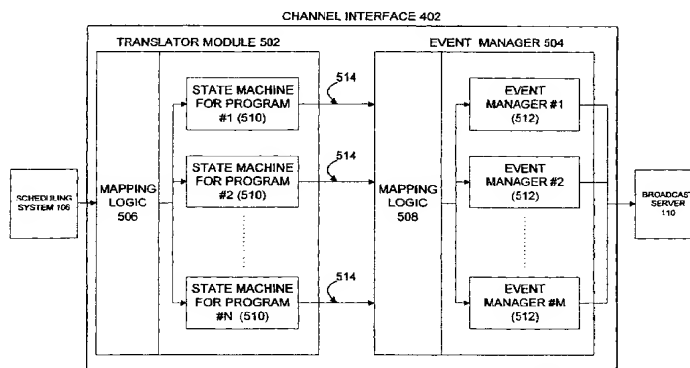 CHANNEL INTERFACE 402
TRANSLATOR MODULE 502
EVENT MANAGER 504
SCHEDULING
SYSTEM 106
MAPPING
LOGIC
506
STATE MACHINE
FOR PROGRAM
#1 (510)
STATE MACHINE
FOR PROGRAM
#2 (510)
STATE MACHINE
FOR PROGRAM
#N (510)
514
514
514
MAPPING
LOGIC
508
EVENT
MANAGER #1
(512)
EVENT
MANAGER #2
(512)
EVENT
MANAGER #M
(512)
BROADCAST
SERVER
110